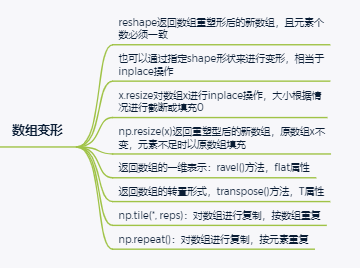 数组变形
reshape返回数组重塑形后的新数组，且元素个
数必须一致
也可以通过指定shape形状来进行变形，相当于
inplace操作
x.resize对数组x进行inplace操作，大小根据情
况进行截断或填充0
np.resize(x)返回重塑型后的新数组，原数组x不
变，元素不足时以原数组填充
返回数组的一维表示：ravel()方法，flat属性
返回数组的转置形式，transpose()方法，T属性
np.tile(*, reps)：对数组进行复制，按数组重复
np.repeat()：对数组进行复制，按元素重复